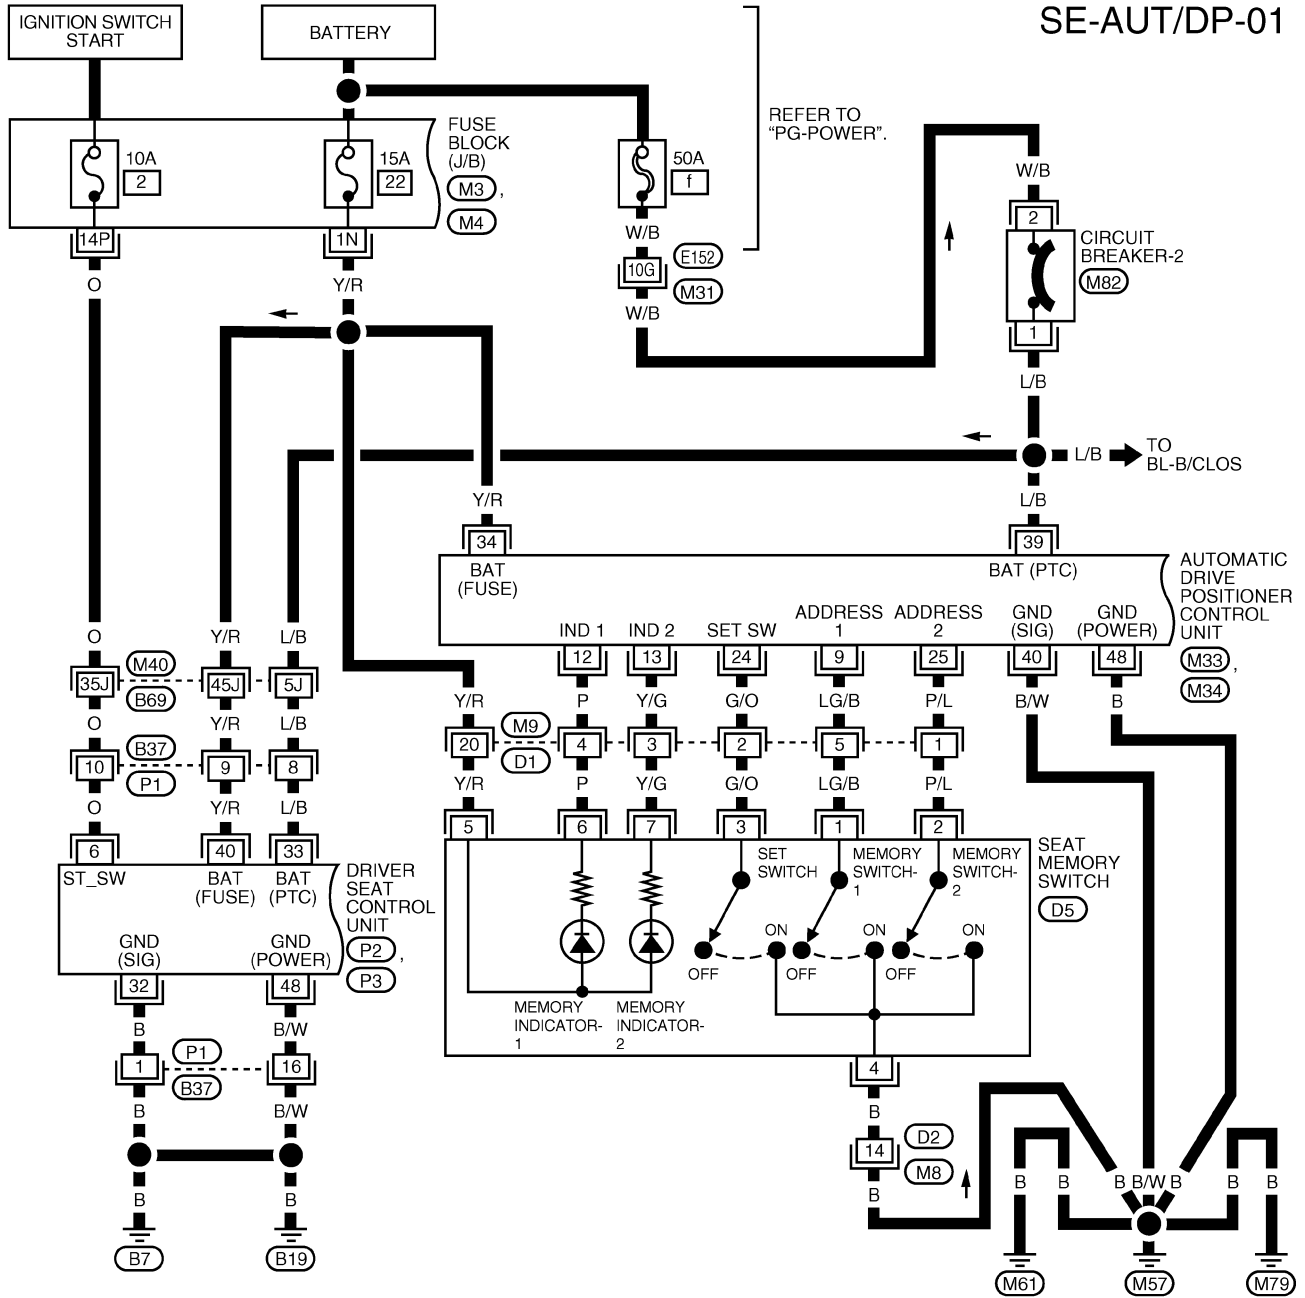 SE-AUT/DP-01
IGNITION SWITCH
START
BATTERY
REFER TO
“PG-POWER”.
FUSE
BLOCK
(J/B)
M3 ,
M4
10A
2
15A
22
50A
f
14P
1N
W/B
10G
E152
M31
W/B
W/B
2
CIRCUIT
BREAKER-2
M82
1
L/B
O
Y/R
L/B
TO
BL-B/CLOS
L/B
Y/R
34
39
BAT
(FUSE)
BAT (PTC)
AUTOMATIC
DRIVE
POSITIONER
CONTROL
UNIT
M33 ,
M34
IND 1
IND 2
SET SW
ADDRESS
1
ADDRESS
2
GND
(SIG)
GND
(POWER)
12
13
24
9
25
40
48
O
Y/R
L/B
35J
M40
B69
45J
5J
O
Y/R
L/B
10
B37
P1
9
8
O
Y/R
L/B
6
40
33
ST_SW
BAT
(FUSE)
BAT
(PTC)
DRIVER
SEAT
CONTROL
UNIT
P2 ,
P3
GND
(SIG)
GND
(POWER)
32
48
B
B/W
1
P1
B37
16
B
B/W
B
B
B7
B19
Y/R
P
Y/G
G/O
LG/B
P/L
B/W
B
20
M9
D1
4
3
2
5
1
Y/R
P
Y/G
G/O
LG/B
P/L
5
6
7
3
1
2
SEAT
MEMORY
SWITCH
D5
SET
SWITCH
MEMORY
SWITCH-
1
MEMORY
SWITCH-
2
ON
ON
ON
OFF
OFF
OFF
MEMORY
INDICATOR-
1
MEMORY
INDICATOR-
2
4
B
14
D2
M8
B
B
B
B
B/W
B
B
B
M61
M57
M79